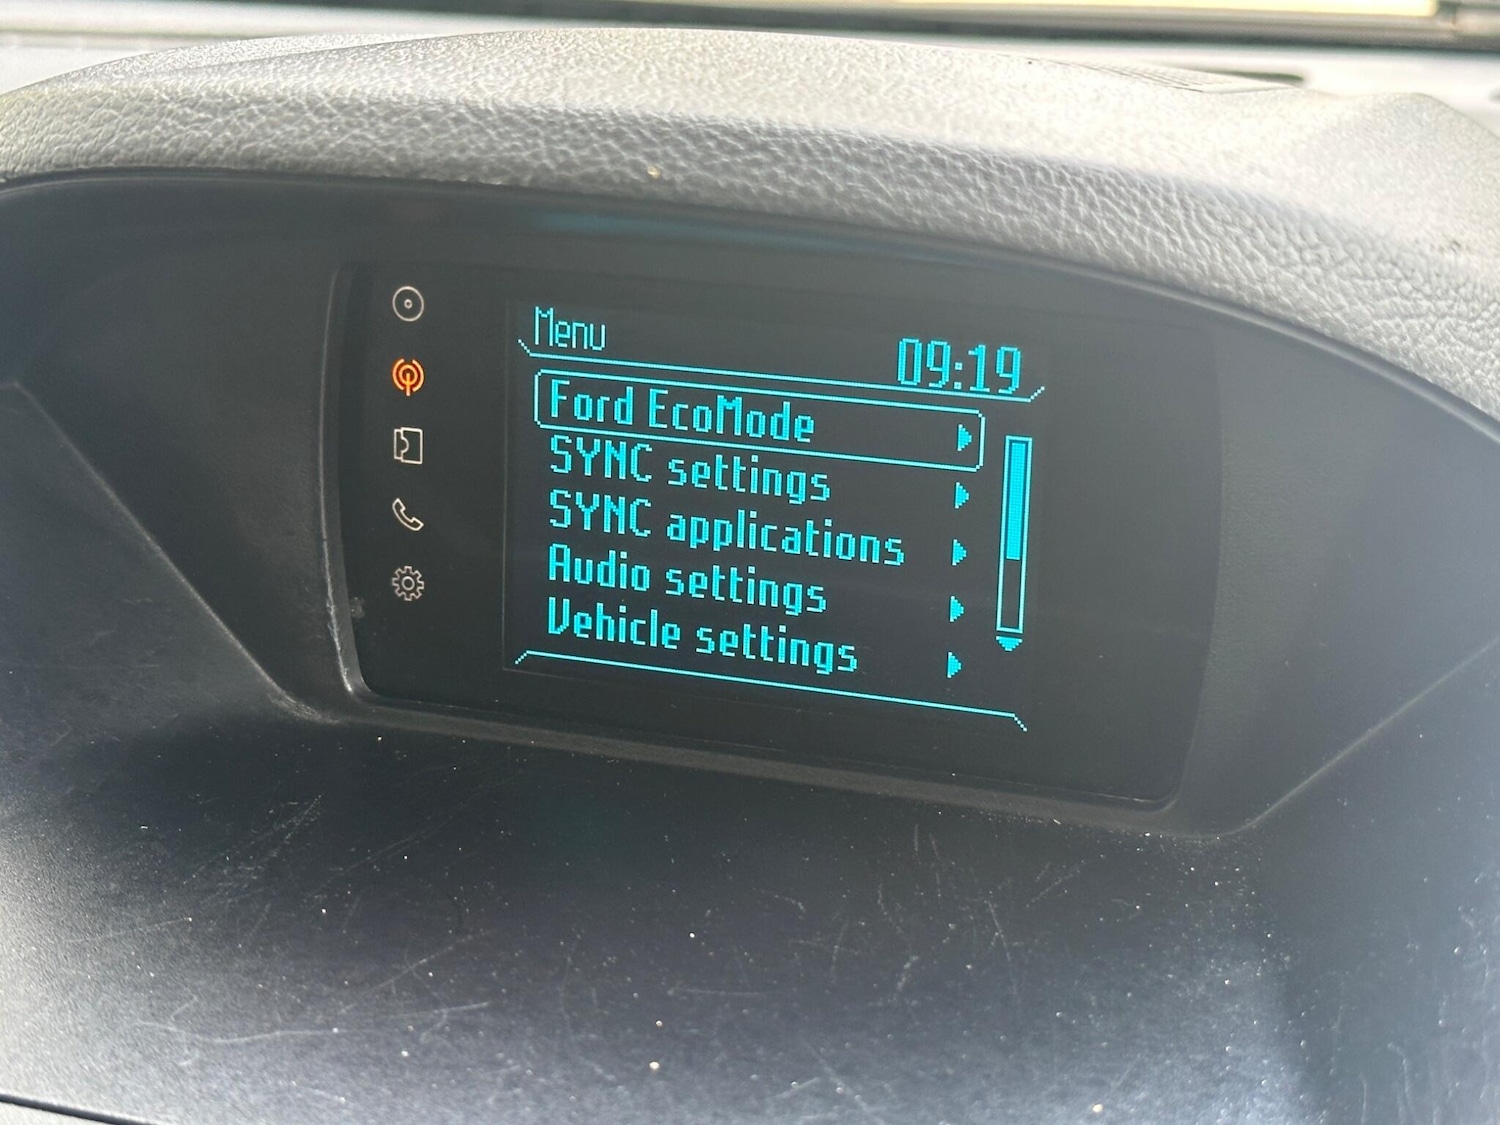 Menu
09:19
Ford EcoMode
SYNC settings
SYNC applications
Audio settings
Vehicle settings